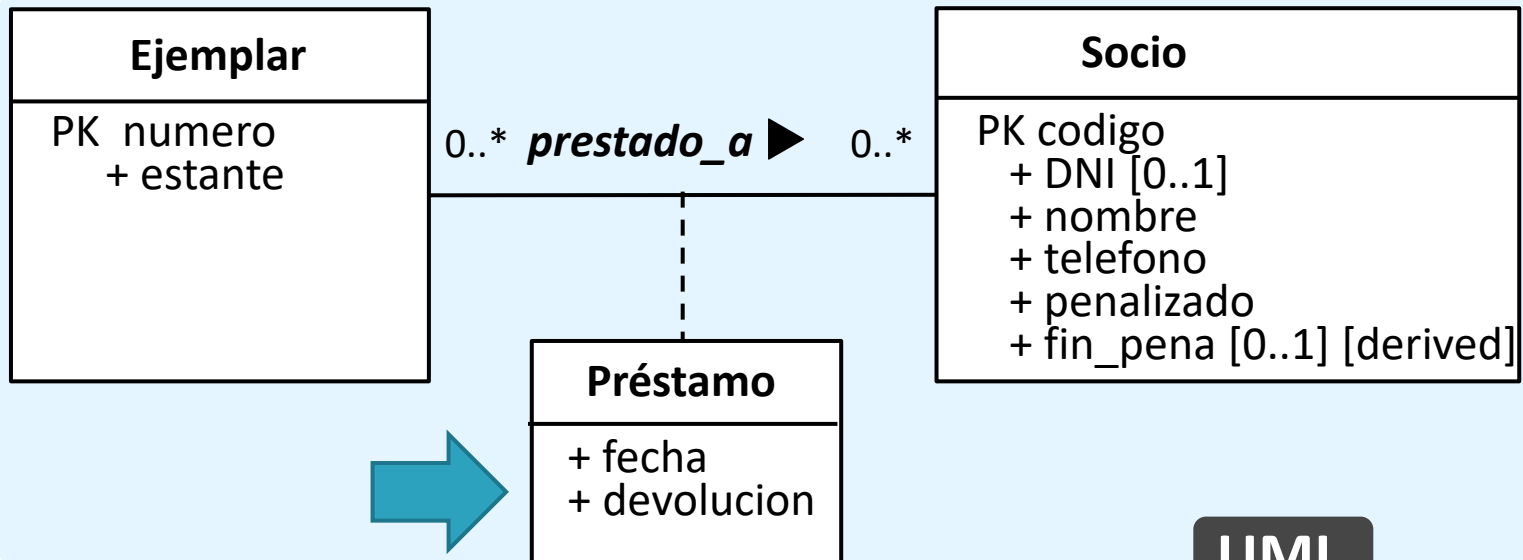 Ejemplar
PK numero
+ estante
0..* prestado_a ▶ 0..*
Socio
PK codigo
+ DNI [0..1]
+ nombre
+ telefono
+ penalizado
+ fin_pena [0..1] [derived]
Préstamo
+ fecha
+ devolucion
UML